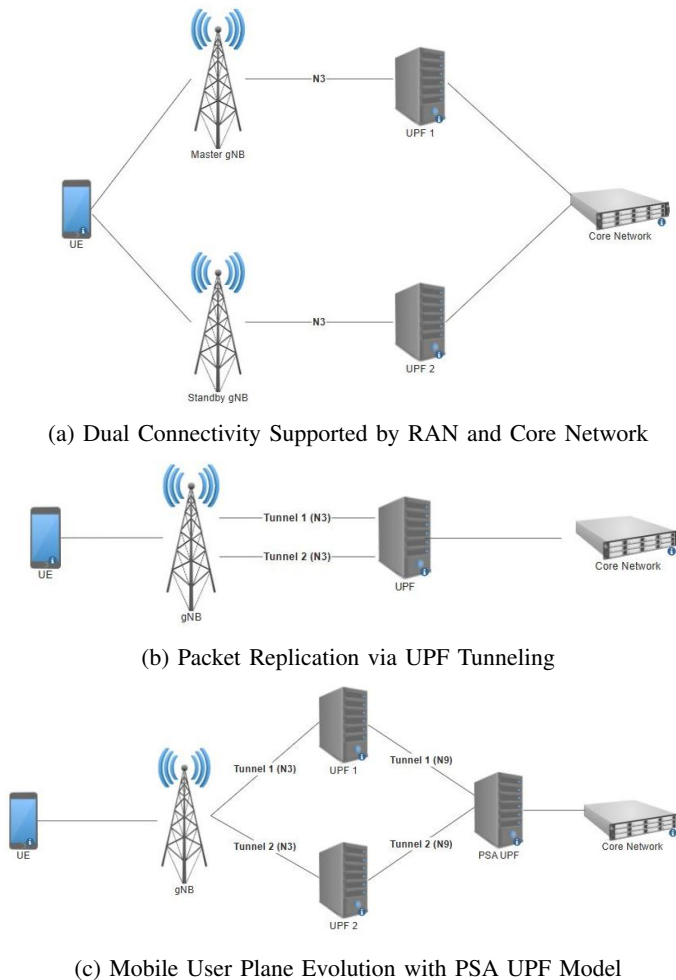 N3
UPF 1
Master gNB
UE
Core Network
N3
UPF 2
Standby gNB
(a) Dual Connectivity Supported by RAN and Core Network
Tunnel 1 (N3)
Tunnel 2 (N3)
UE
gNB
UPF
Core Network
(b) Packet Replication via UPF Tunneling
UPF 1
Tunnel 1 (N3)
Tunnel 1 (N9)
UE
gNB
Tunnel 2 (N3)
Tunnel 2 (N9)
PSA UPF
Core Network
UPF 2
(c) Mobile User Plane Evolution with PSA UPF Model